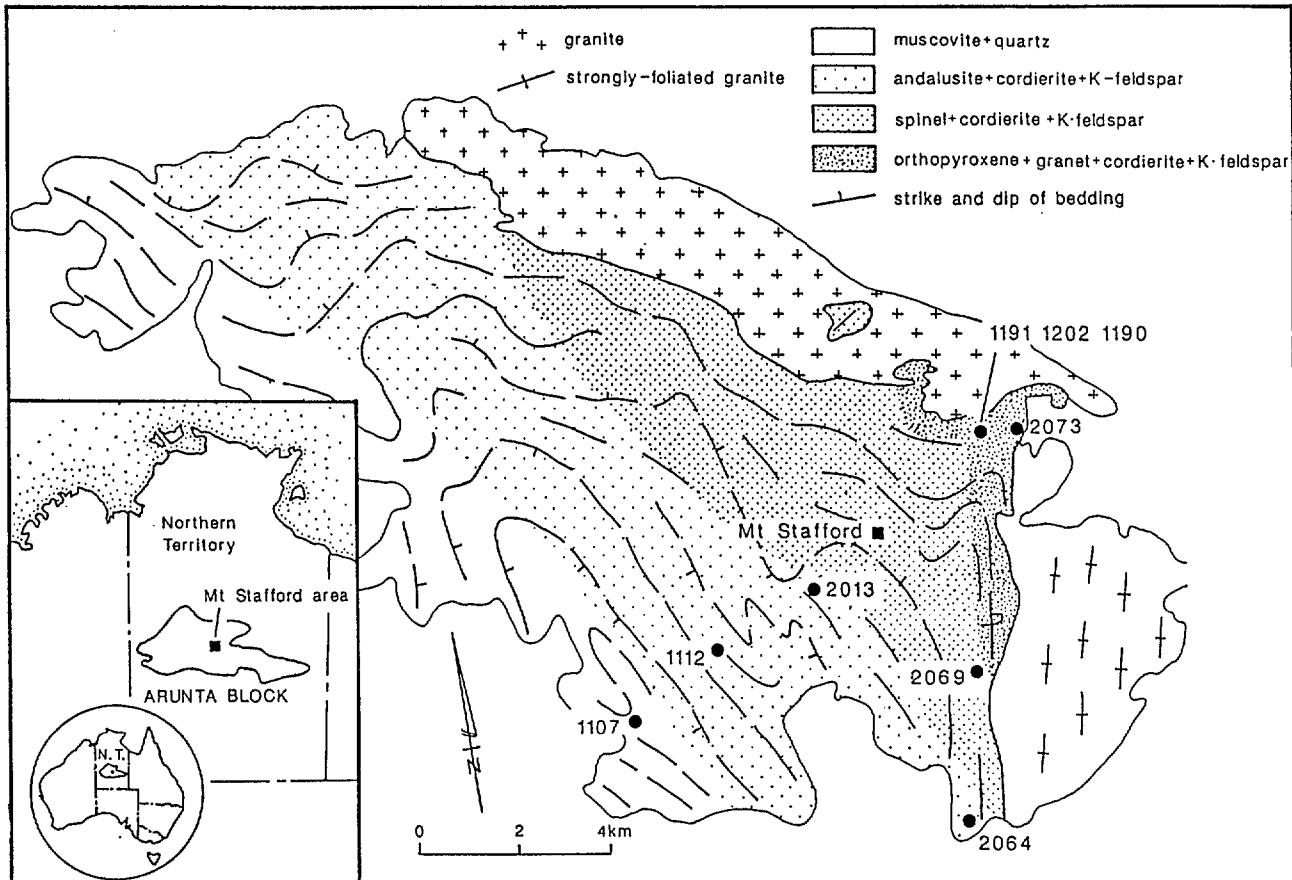 granite
strongly-foliated granite
muscovite+quartz
andalusite+cordierite+K-feldspar
spinel+cordierite+K·feldspar
orthopyroxene+granet+cordierite+K·feldspar
strike and dip of bedding
1191 1202 1190
2073
Mt Stafford
2013
1112
2069
1107
2064
N
0 2 4km
Northern
Territory
Mt Stafford area
ARUNTA BLOCK
N.T.